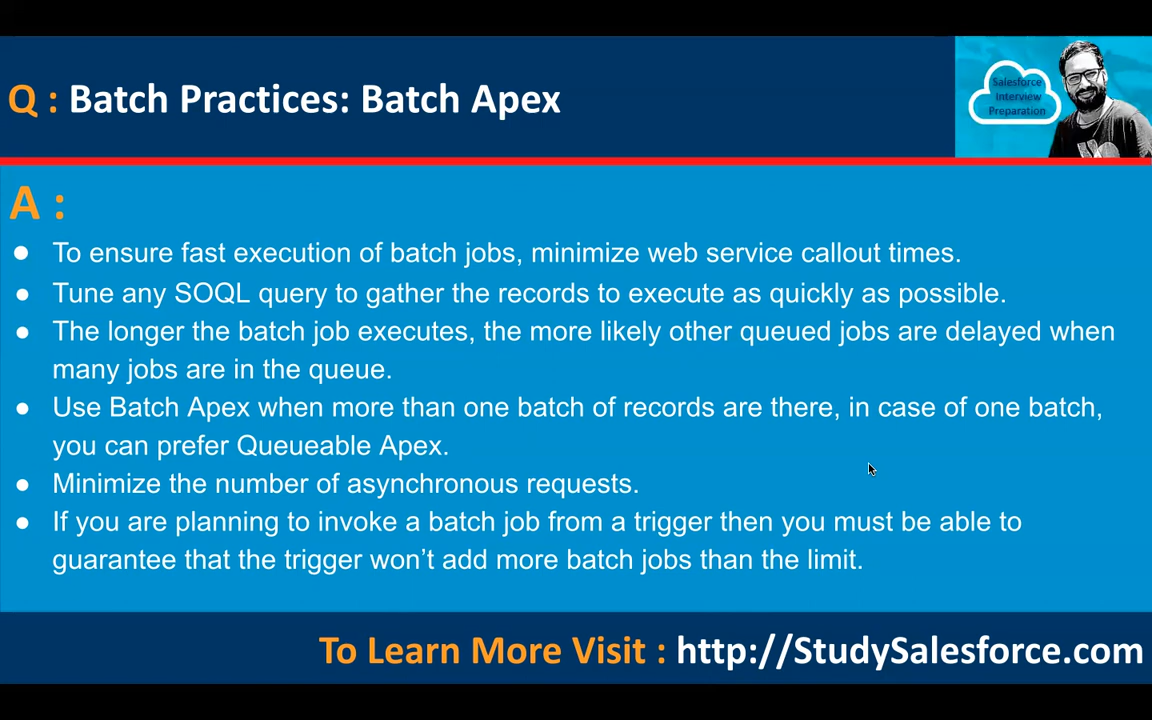 Q : Batch Practices: Batch Apex
Salesforce
Interview
Preparation
A :
● To ensure fast execution of batch jobs, minimize web service callout times.
● Tune any SOQL query to gather the records to execute as quickly as possible.
● The longer the batch job executes, the more likely other queued jobs are delayed when
many jobs are in the queue.
● Use Batch Apex when more than one batch of records are there, in case of one batch,
you can prefer Queueable Apex.
● Minimize the number of asynchronous requests.
● If you are planning to invoke a batch job from a trigger then you must be able to
guarantee that the trigger won’t add more batch jobs than the limit.
To Learn More Visit : http://StudySalesforce.com